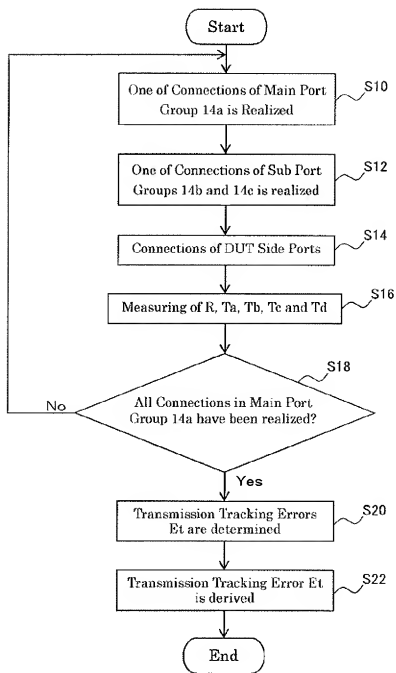 Start
One of Connections of Main Port
Group 14a is Realized
S10
One of Connections of Sub Port
Groups 14b and 14c is realized
S12
Connections of DUT Side Ports
S14
Measuring of R, Ta, Tb, Tc and Td
S16
S18
All Connections in Main Port
Group 14a have been realized?
No
Yes
Transmission Tracking Errors
Et are determined
S20
Transmission Tracking Error Et
is derived
S22
End